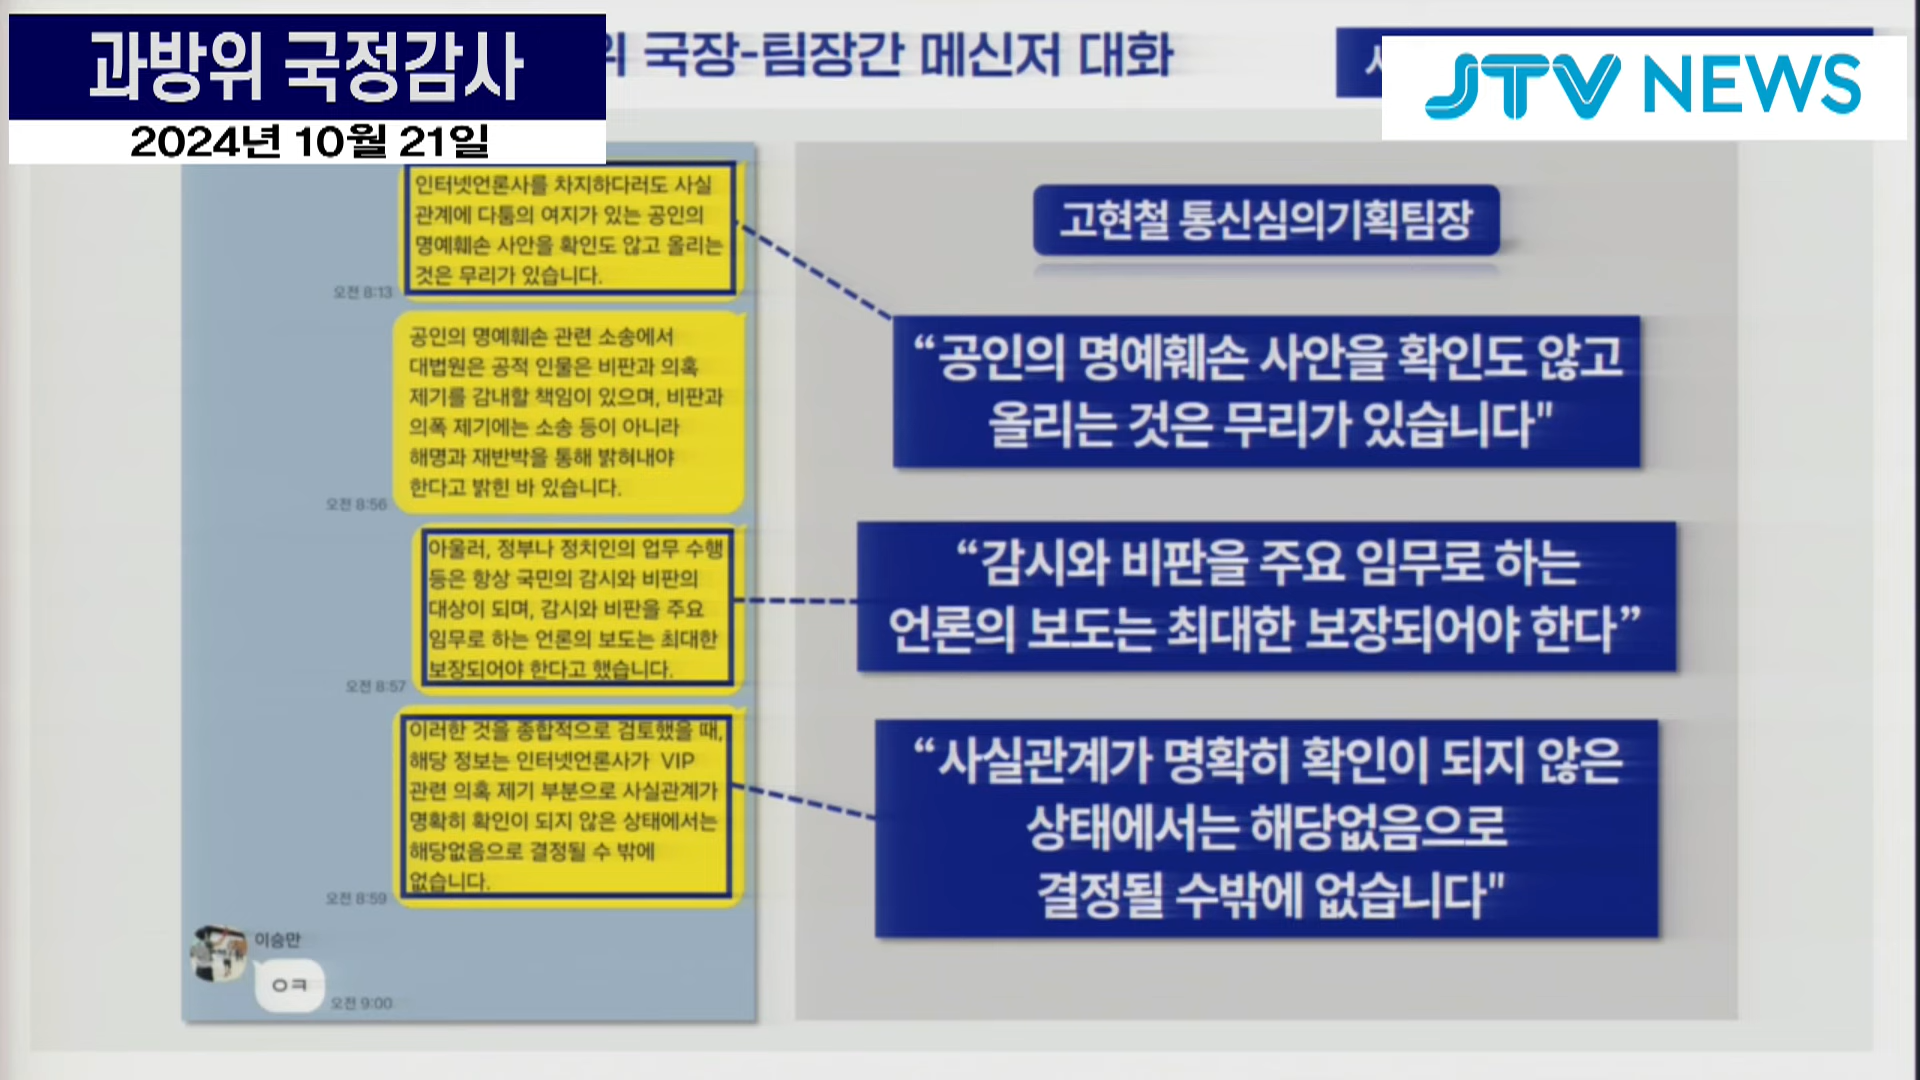 과방위 국정감사
2024년 10월 21일
국장-팀장간 메신저 대화
JTV NEWS
인터넷언론사를 차지하다러도 사실
관계에 다툼의 여지가 있는 공인의
명예훼손 사안을 확인도 않고 올리는
것은 무리가 있습니다.
오전 8:13
공인의 명예훼손 관련 소송에서
대법원은 공적 인물은 비판과 의혹
제기를 감내할 책임이 있으며, 비판과
의폭 제기에는 소송 등이 아니라
해명과 재반박을 통해 밝혀내야
한다고 밝힌 바 있습니다.
오전 8:56
아울러, 정부나 정치인의 업무 수행
등은 항상 국민의 감시와 비판의
대상이 되며, 감시와 비판을 주요
임무로 하는 언론의 보도는 최대한
보장되어야 한다고 했습니다.
오전 8:57
이러한 것을 종합적으로 검토했을 때,
해당 정보는 인터넷언론사가 VIP
관련 의혹 제기 부분으로 사실관계가
명확히 확인이 되지 않은 상태에서는
해당없음으로 결정될 수 밖에
없습니다.
오전 8:59
이승만
ㅇㅋ
오전 9:00
고현철 통신심의기획팀장
“공인의 명예훼손 사안을 확인도 않고
올리는 것은 무리가 있습니다"
“감시와 비판을 주요 임무로 하는
언론의 보도는 최대한 보장되어야 한다”
“사실관계가 명확히 확인이 되지 않은
상태에서는 해당없음으로
결정될 수밖에 없습니다"